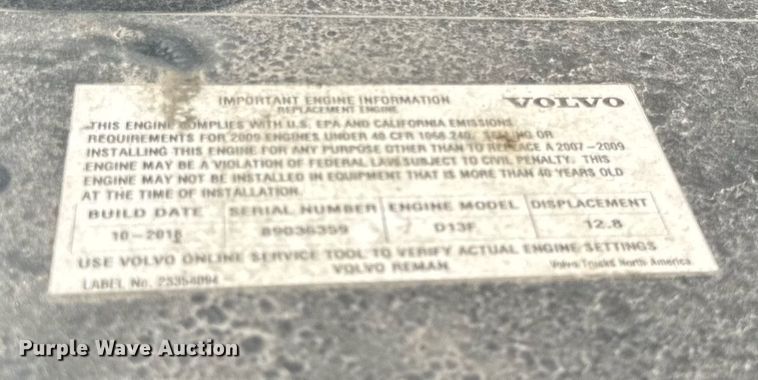 IMPORTANT ENGINE INFORMATION VOLVO
REPLACEMENT ENGINE
THIS ENGINE COMPLIES WITH U.S. EPA AND CALIFORNIA EMISSIONS
REQUIREMENTS FOR 2009 ENGINES UNDER 40 CFR 1068.240. SELLING OR
INSTALLING THIS ENGINE FOR ANY PURPOSE OTHER THAN TO REPLACE A 2007-2009
ENGINE MAY BE A VIOLATION OF FEDERAL LAW SUBJECT TO CIVIL PENALTY. THIS
ENGINE MAY NOT BE INSTALLED IN EQUIPMENT THAT IS MORE THAN 40 YEARS OLD
AT THE TIME OF INSTALLATION.
BUILD DATE SERIAL NUMBER ENGINE MODEL DISPLACEMENT
D13F 12.8
USE VOLVO ONLINE SERVICE TOOL TO VERIFY ACTUAL ENGINE SETTINGS
VOLVO REMAN Volvo Trucks North America
LABEL No.
Purple Wave Auction